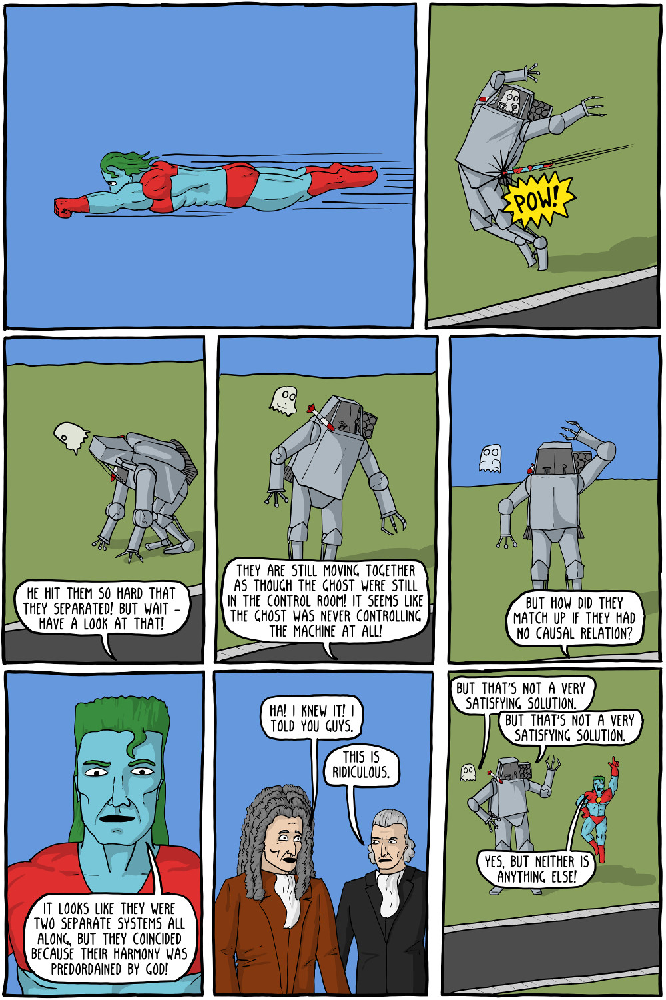 POW!
HE HIT THEM SO HARD THAT
THEY SEPARATED! BUT WAIT –
HAVE A LOOK AT THAT!
THEY ARE STILL MOVING TOGETHER
AS THOUGH THE GHOST WERE STILL
IN THE CONTROL ROOM! IT SEEMS LIKE
THE GHOST WAS NEVER CONTROLLING
THE MACHINE AT ALL!
BUT HOW DID THEY
MATCH UP IF THEY HAD
NO CAUSAL RELATION?
IT LOOKS LIKE THEY WERE
TWO SEPARATE SYSTEMS ALL
ALONG, BUT THEY COINCIDED
BECAUSE THEIR HARMONY WAS
PREDORDAINED BY GOD!
HA! I KNEW IT! I
TOLD YOU GUYS.
THIS IS
RIDICULOUS.
BUT THAT'S NOT A VERY
SATISFYING SOLUTION.
BUT THAT'S NOT A VERY
SATISFYING SOLUTION.
YES, BUT NEITHER IS
ANYTHING ELSE!